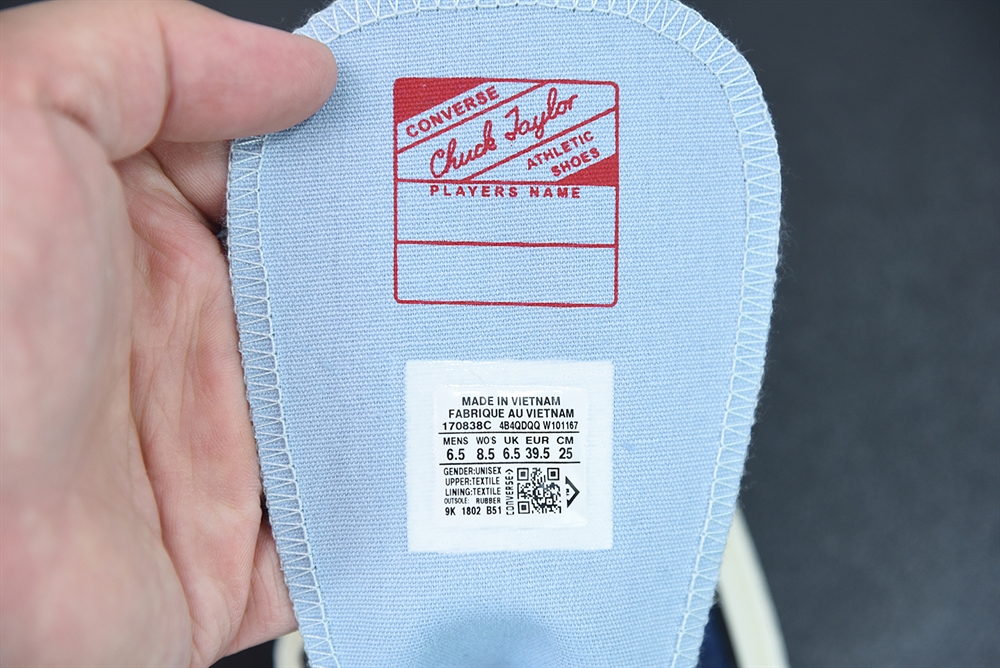 CONVERSE
Chuck Taylor
ATHLETIC
SHOES
PLAYERS NAME
MADE IN VIETNAM
FABRIQUE AU VIETNAM
170838C 4B4QDQQ W101167
MENS WO'S UK EUR CM
6.5 8.5 6.5 39.5 25
GENDER:UNISEX
UPPER:TEXTILE
LINING:TEXTILE
OUTSOLE: RUBBER
9K 1802 B51
CONVERSE